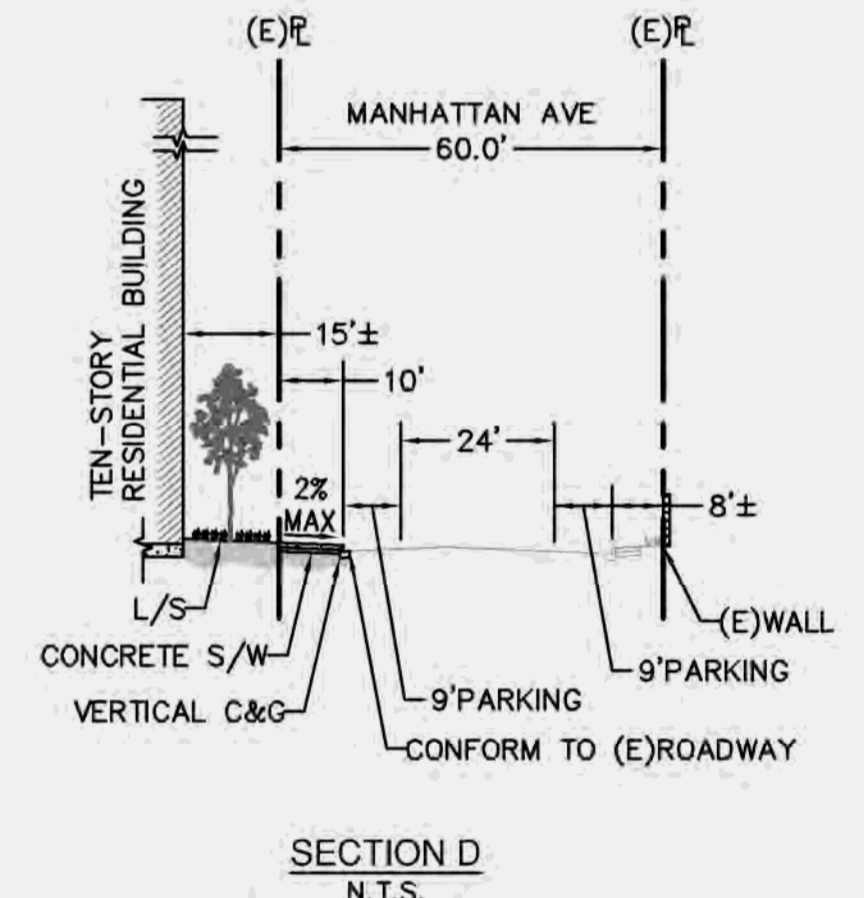 (E)PL
(E)PL
MANHATTAN AVE
60.0'
TEN-STORY
RESIDENTIAL BUILDING
15'±
10'
24'
2%
MAX
8'±
L/S
(E)WALL
CONCRETE S/W
9'PARKING
9'PARKING
VERTICAL C&G
CONFORM TO (E)ROADWAY
SECTION D
N.T.S.